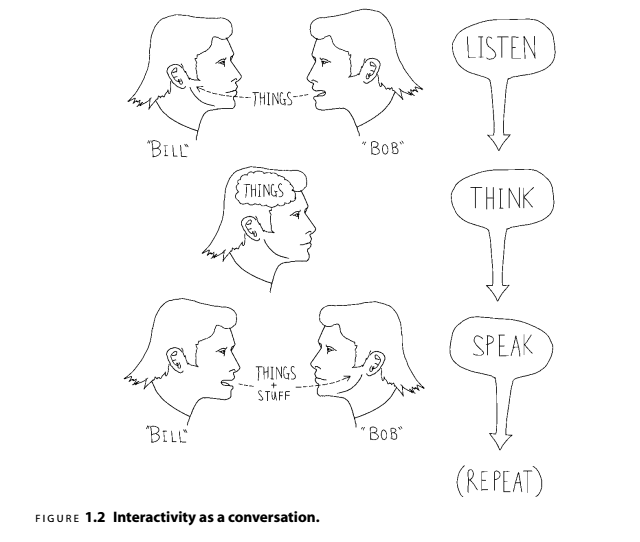 LISTEN
THINGS
"BILL"
"BOB"
THINGS
THINK
SPEAK
THINGS
+
STUFF
"BILL"
"BOB"
(REPEAT)
FIGURE 1.2 Interactivity as a conversation.